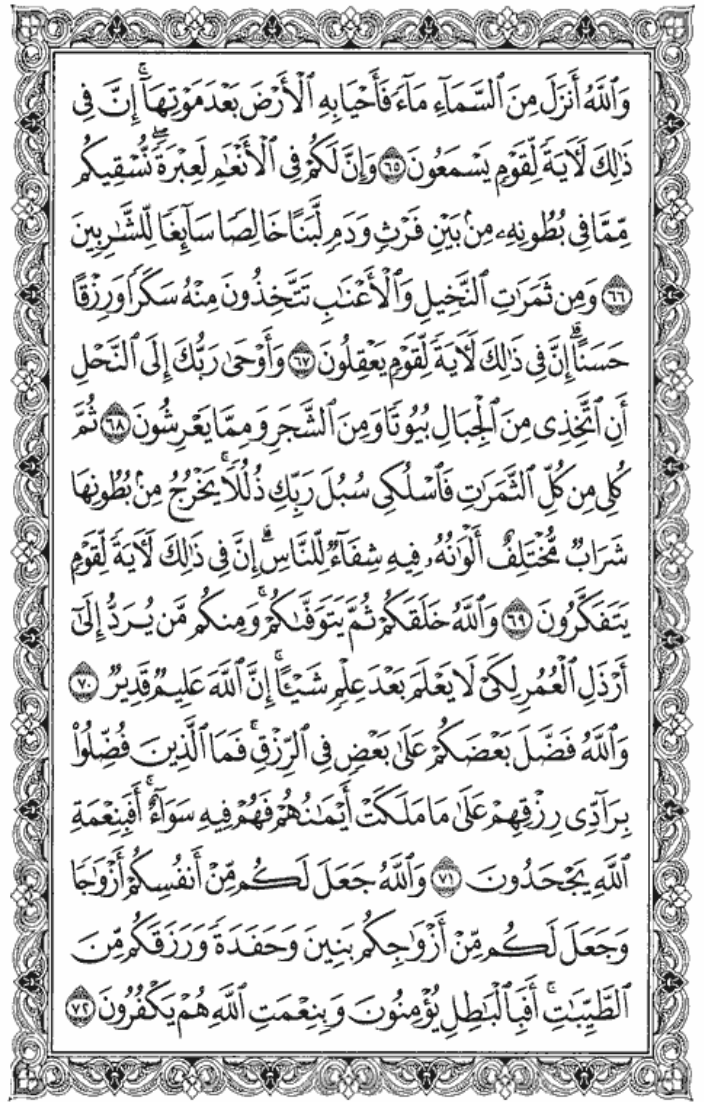 وَٱللَّهُ أَنزَلَ مِنَ ٱلسَّمَآءِ مَآءً فَأَحْيَا بِهِ ٱلْأَرْضَ بَعْدَ مَوْتِهَآ ۚ إِنَّ فِى
ذَٰلِكَ لَءَايَةً لِّقَوْمٍ يَسْمَعُونَ ٦٥ وَإِنَّ لَكُمْ فِى ٱلْأَنْعَٰمِ لَعِبْرَةً ۖ نُّسْقِيكُم
مِّمَّا فِى بُطُونِهِۦ مِنۢ بَيْنِ فَرْثٍ وَدَمٍ لَّبَنًا خَالِصًا سَآئِغًا لِّلشَّٰرِبِينَ
٦٦ وَمِن ثَمَرَٰتِ ٱلنَّخِيلِ وَٱلْأَعْنَٰبِ تَتَّخِذُونَ مِنْهُ سَكَرًا وَرِزْقًا
حَسَنًا ۗ إِنَّ فِى ذَٰلِكَ لَءَايَةً لِّقَوْمٍ يَعْقِلُونَ ٦٧ وَأَوْحَىٰ رَبُّكَ إِلَى ٱلنَّحْلِ
أَنِ ٱتَّخِذِى مِنَ ٱلْجِبَالِ بُيُوتًا وَمِنَ ٱلشَّجَرِ وَمِمَّا يَعْرِشُونَ ٦٨ ثُمَّ
كُلِى مِن كُلِّ ٱلثَّمَرَٰتِ فَٱسْلُكِى سُبُلَ رَبِّكِ ذُلُلًا ۚ يَخْرُجُ مِنۢ بُطُونِهَا
شَرَابٌ مُّخْتَلِفٌ أَلْوَٰنُهُۥ فِيهِ شِفَآءٌ لِّلنَّاسِ ۗ إِنَّ فِى ذَٰلِكَ لَءَايَةً لِّقَوْمٍ
يَتَفَكَّرُونَ ٦٩ وَٱللَّهُ خَلَقَكُمْ ثُمَّ يَتَوَفَّىٰكُمْ ۚ وَمِنكُم مَّن يُرَدُّ إِلَىٰٓ
أَرْذَلِ ٱلْعُمُرِ لِكَىْ لَا يَعْلَمَ بَعْدَ عِلْمٍ شَيْـًٔا ۚ إِنَّ ٱللَّهَ عَلِيمٌ قَدِيرٌ ٧٠
وَٱللَّهُ فَضَّلَ بَعْضَكُمْ عَلَىٰ بَعْضٍ فِى ٱلرِّزْقِ ۚ فَمَا ٱلَّذِينَ فُضِّلُوا۟
بِرَآدِّى رِزْقِهِمْ عَلَىٰ مَا مَلَكَتْ أَيْمَٰنُهُمْ فَهُمْ فِيهِ سَوَآءٌ ۚ أَفَبِنِعْمَةِ
ٱللَّهِ يَجْحَدُونَ ٧١ وَٱللَّهُ جَعَلَ لَكُم مِّنْ أَنفُسِكُمْ أَزْوَٰجًا
وَجَعَلَ لَكُم مِّنْ أَزْوَٰجِكُم بَنِينَ وَحَفَدَةً وَرَزَقَكُم مِّنَ
ٱلطَّيِّبَٰتِ ۚ أَفَبِٱلْبَٰطِلِ يُؤْمِنُونَ وَبِنِعْمَتِ ٱللَّهِ هُمْ يَكْفُرُونَ ٧٢